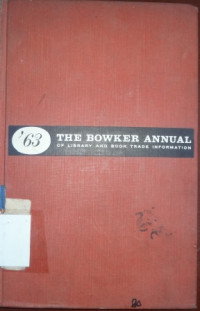 '63 THE BOWKER ANNUAL
OF LIBRARY AND BOOK TRADE INFORMATION